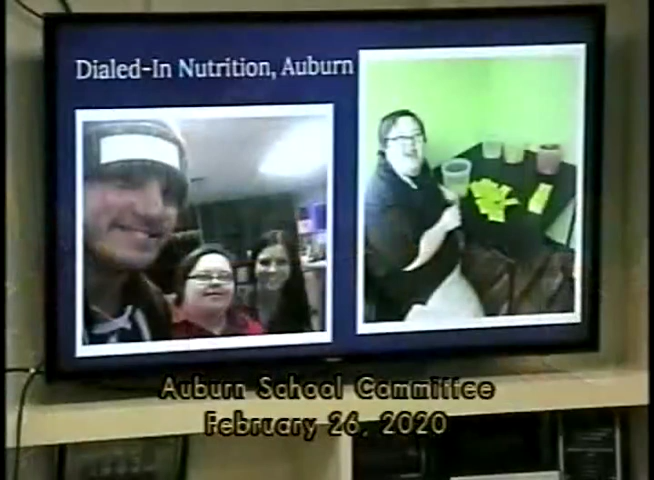 Dialed-In Nutrition, Auburn
Auburn School Committee
February 26, 2020